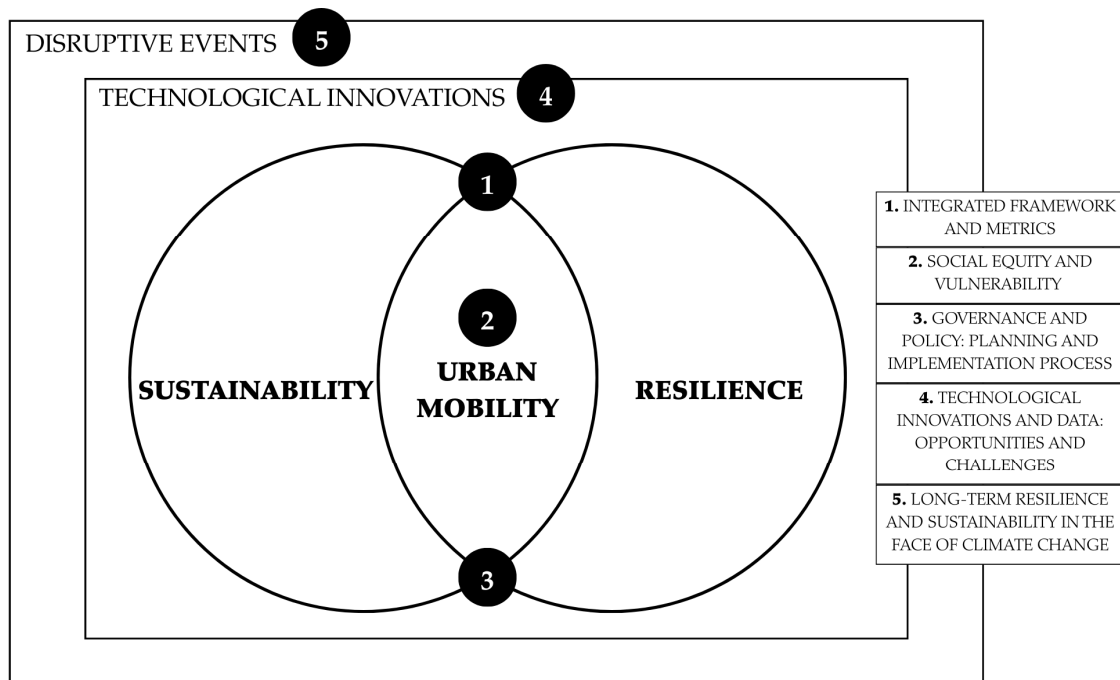 DISRUPTIVE EVENTS 5
TECHNOLOGICAL INNOVATIONS 4
1
2
SUSTAINABILITY
URBAN
MOBILITY
RESILIENCE
3
1. INTEGRATED FRAMEWORK
AND METRICS
2. SOCIAL EQUITY AND
VULNERABILITY
3. GOVERNANCE AND
POLICY: PLANNING AND
IMPLEMENTATION PROCESS
4. TECHNOLOGICAL
INNOVATIONS AND DATA:
OPPORTUNITIES AND
CHALLENGES
5. LONG-TERM RESILIENCE
AND SUSTAINABILITY IN THE
FACE OF CLIMATE CHANGE